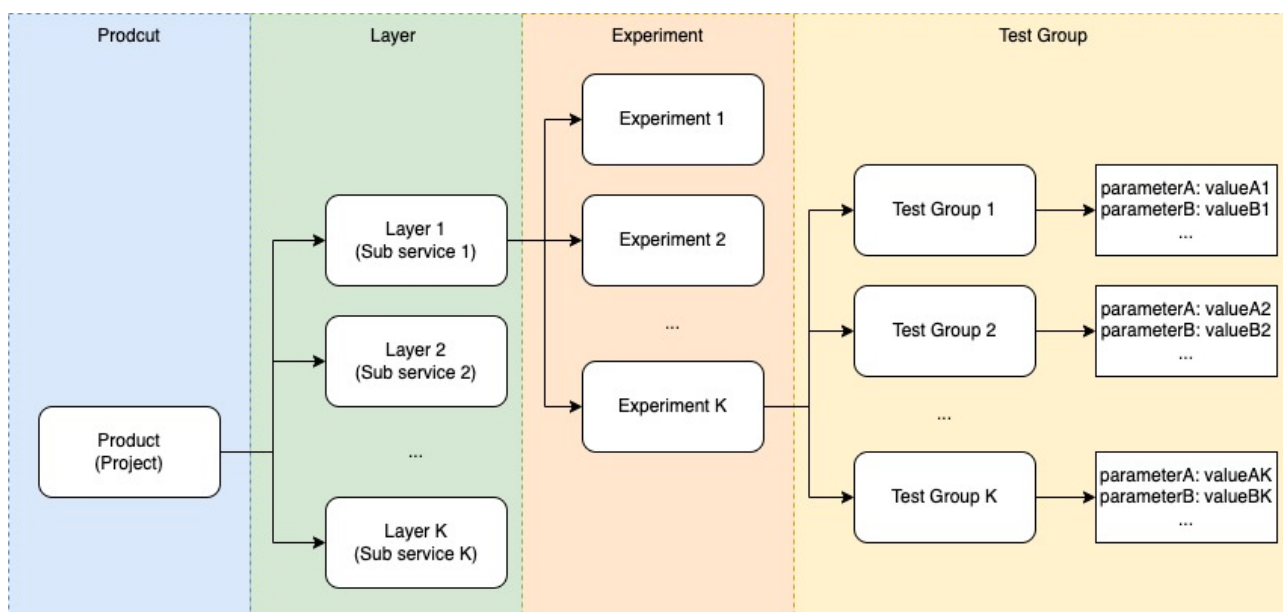 Prodcut
Layer
Experiment
Test Group
Product
(Project)
Layer 1
(Sub service 1)
Layer 2
(Sub service 2)
...
Layer K
(Sub service K)
Experiment 1
Experiment 2
...
Experiment K
Test Group 1
parameterA: valueA1
parameterB: valueB1
...
Test Group 2
parameterA: valueA2
parameterB: valueB2
...
...
Test Group K
parameterA: valueAK
parameterB: valueBK
...